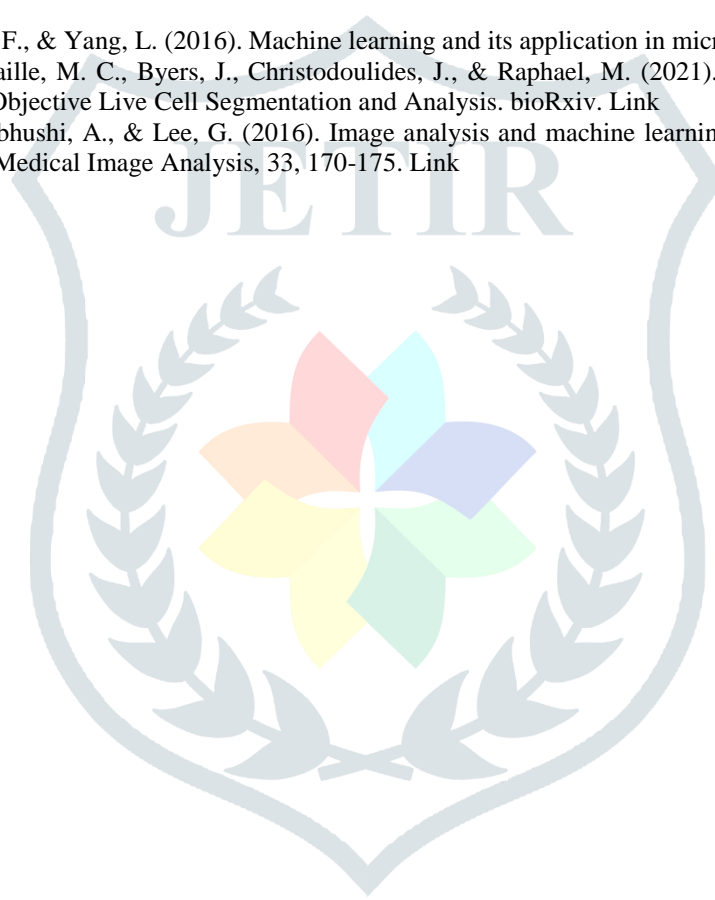 F., & Yang, L. (2016). Machine learning and its application in micr
aille, M. C., Byers, J., Christodoulides, J., & Raphael, M. (2021).
Objective Live Cell Segmentation and Analysis. bioRxiv. Link
bhushi, A., & Lee, G. (2016). Image analysis and machine learnin
Medical Image Analysis, 33, 170-175. Link
JETIR